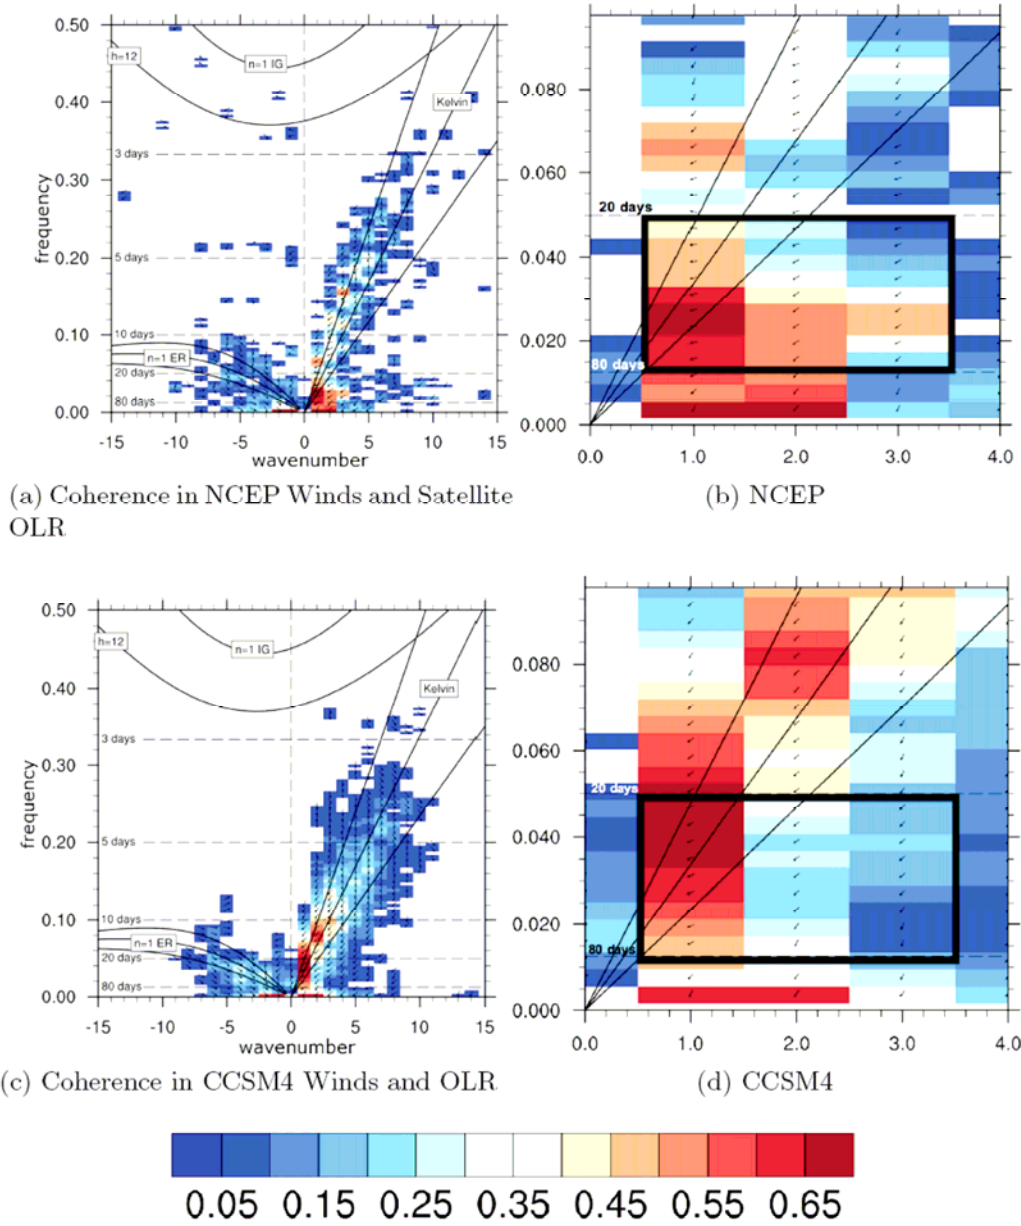 0.50
0.40
0.30
0.20
0.10
0.00
frequency
h=12
n=1 IG
Kelvin
3 days
5 days
10 days
n=1 ER
20 days
80 days
-15 -10 -5 0 5 10 15
wavenumber
(a) Coherence in NCEP Winds and Satellite
OLR
0.080
0.060
0.040
0.020
0.000
20 days
80 days
0.0 1.0 2.0 3.0 4.0
(b) NCEP
0.50
0.40
0.30
0.20
0.10
0.00
frequency
h=12
n=1 IG
Kelvin
3 days
5 days
10 days
n=1 ER
20 days
80 days
-15 -10 -5 0 5 10 15
wavenumber
(c) Coherence in CCSM4 Winds and OLR
0.080
0.060
0.040
0.020
0.000
20 days
80 days
0.0 1.0 2.0 3.0 4.0
(d) CCSM4
0.05 0.15 0.25 0.35 0.45 0.55 0.65